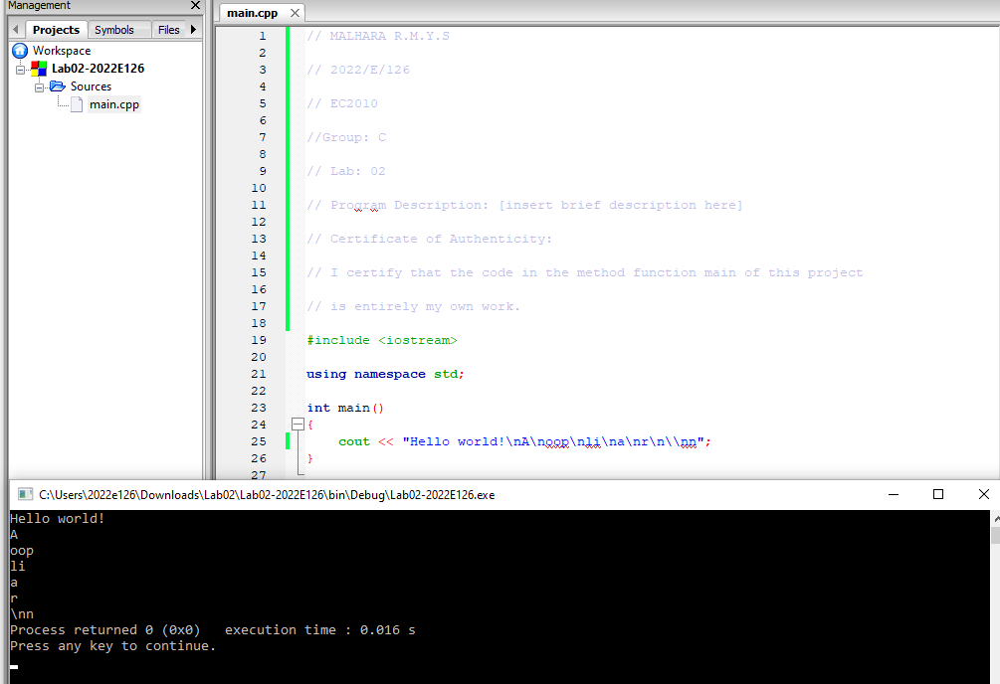 Management
Projects Symbols Files
Workspace
Lab02-2022E126
Sources
main.cpp
main.cpp
1 // MALHARA R.M.Y.S
2
3 // 2022/E/126
4
5 // EC2010
6
7 //Group: C
8
9 // Lab: 02
10
11 // Program Description: [insert brief description here]
12
13 // Certificate of Authenticity:
14
15 // I certify that the code in the method function main of this project
16
17 // is entirely my own work.
18
19 #include <iostream>
20
21 using namespace std;
22
23 int main()
24 {
25 cout << "Hello world!\nA\noop\nli\na\nr\n\\nn";
26 }
27
C:\Users\2022e126\Downloads\Lab02\Lab02-2022E126\bin\Debug\Lab02-2022E126.exe
Hello world!
A
oop
li
a
r
\nn
Process returned 0 (0x0) execution time : 0.016 s
Press any key to continue.